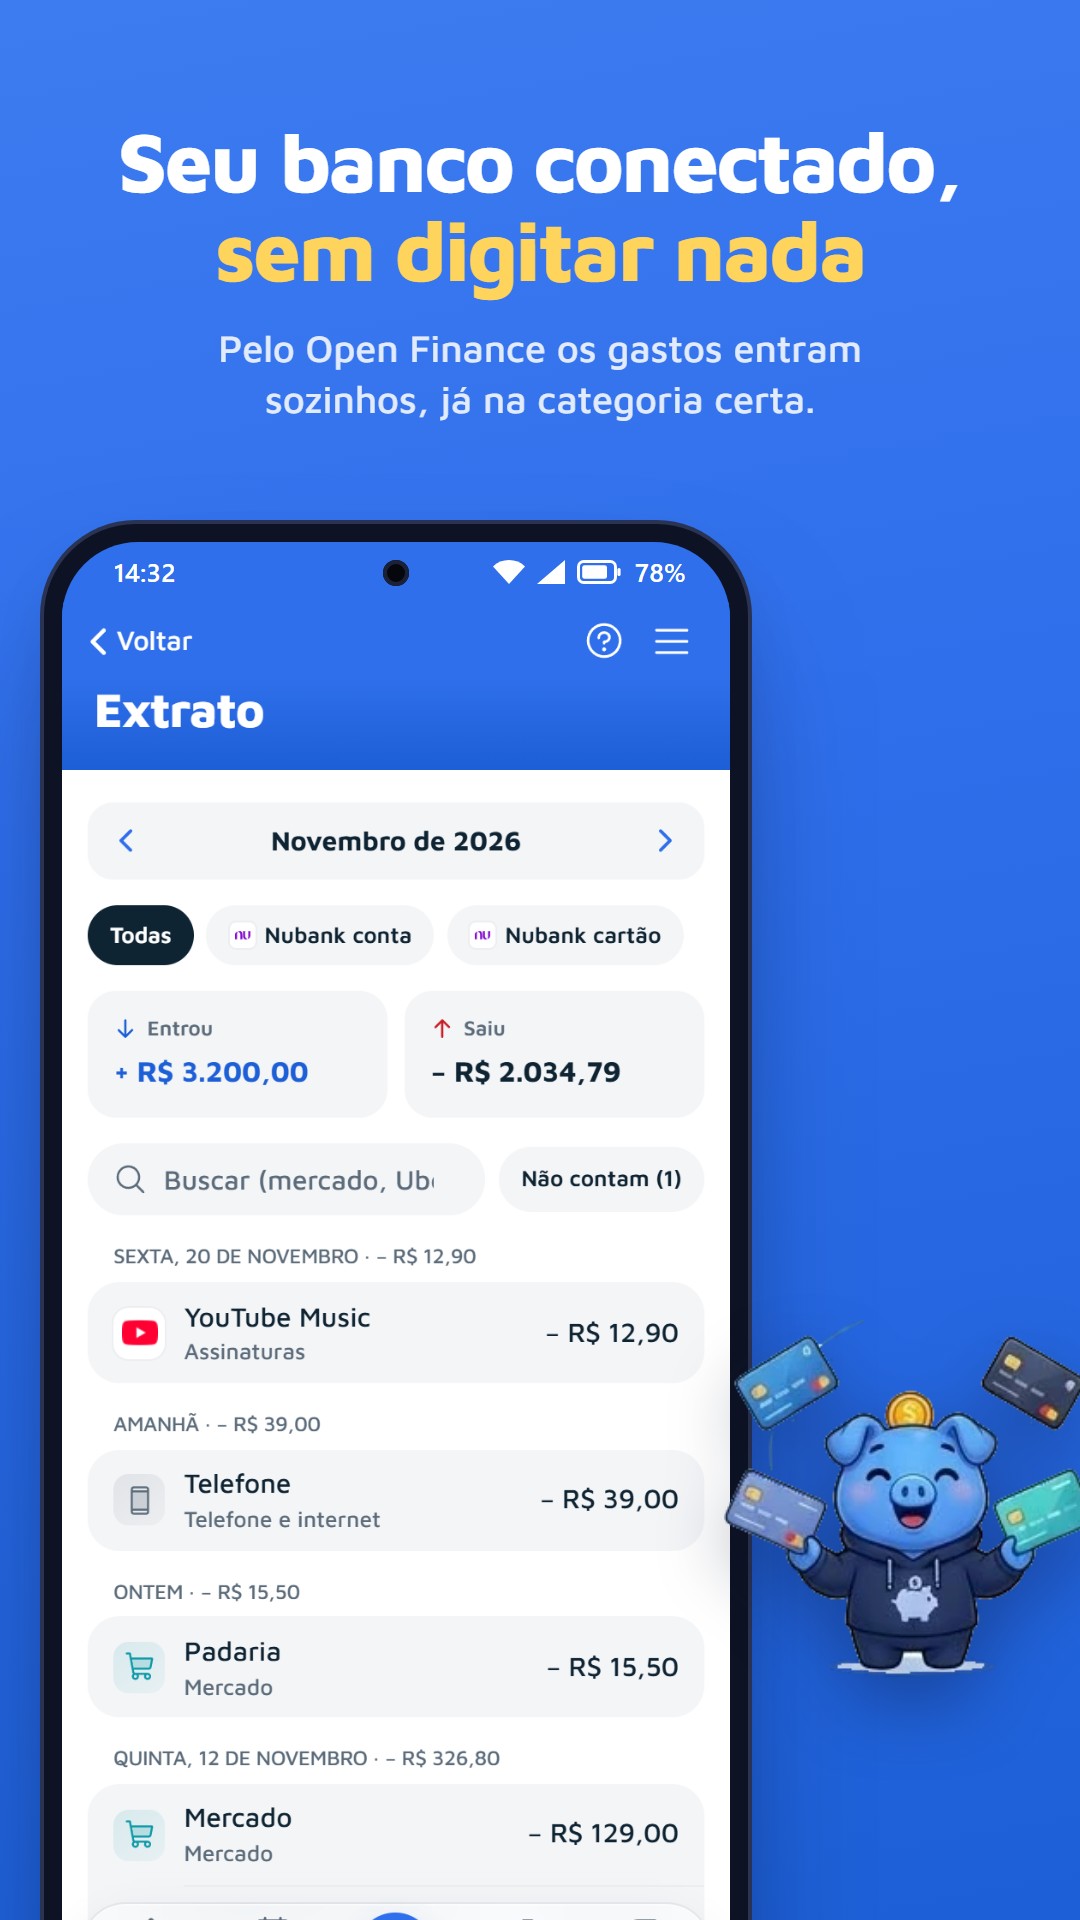 Seu banco conectado,
sem digitar nada
Pelo Open Finance os gastos entram
sozinhos, já na categoria certa.
14:32
78%
Voltar
Extrato
Novembro de 2026
Todas
nu Nubank conta
nu Nubank cartão
Entrou
+ R$ 3.200,00
Saiu
– R$ 2.034,79
Buscar (mercado, Ub
Não contam (1)
SEXTA, 20 DE NOVEMBRO · – R$ 12,90
YouTube Music
Assinaturas
– R$ 12,90
AMANHÃ · – R$ 39,00
Telefone
Telefone e internet
– R$ 39,00
ONTEM · – R$ 15,50
Padaria
Mercado
– R$ 15,50
QUINTA, 12 DE NOVEMBRO · – R$ 326,80
Mercado
Mercado
– R$ 129,00